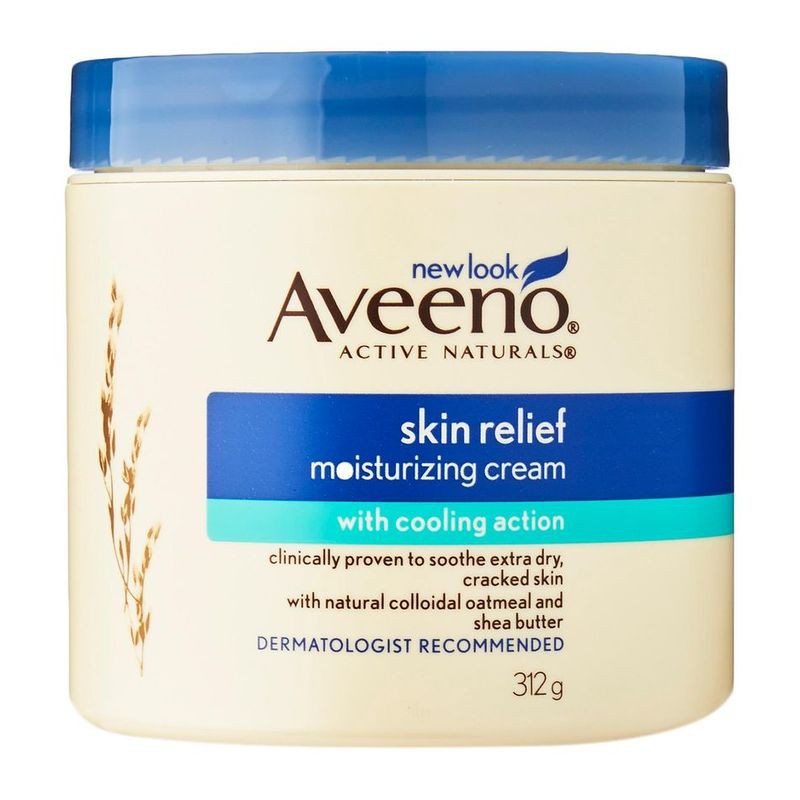 new look
Aveeno®
ACTIVE NATURALS®
skin relief
moisturizing cream
with cooling action
clinically proven to soothe extra dry,
cracked skin
with natural colloidal oatmeal and
shea butter
DERMATOLOGIST RECOMMENDED
312 g